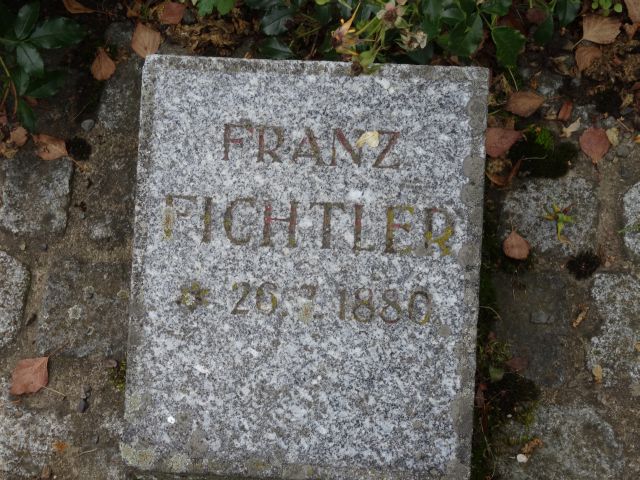 FRANZ
FICHTLER
* 26.7.1880